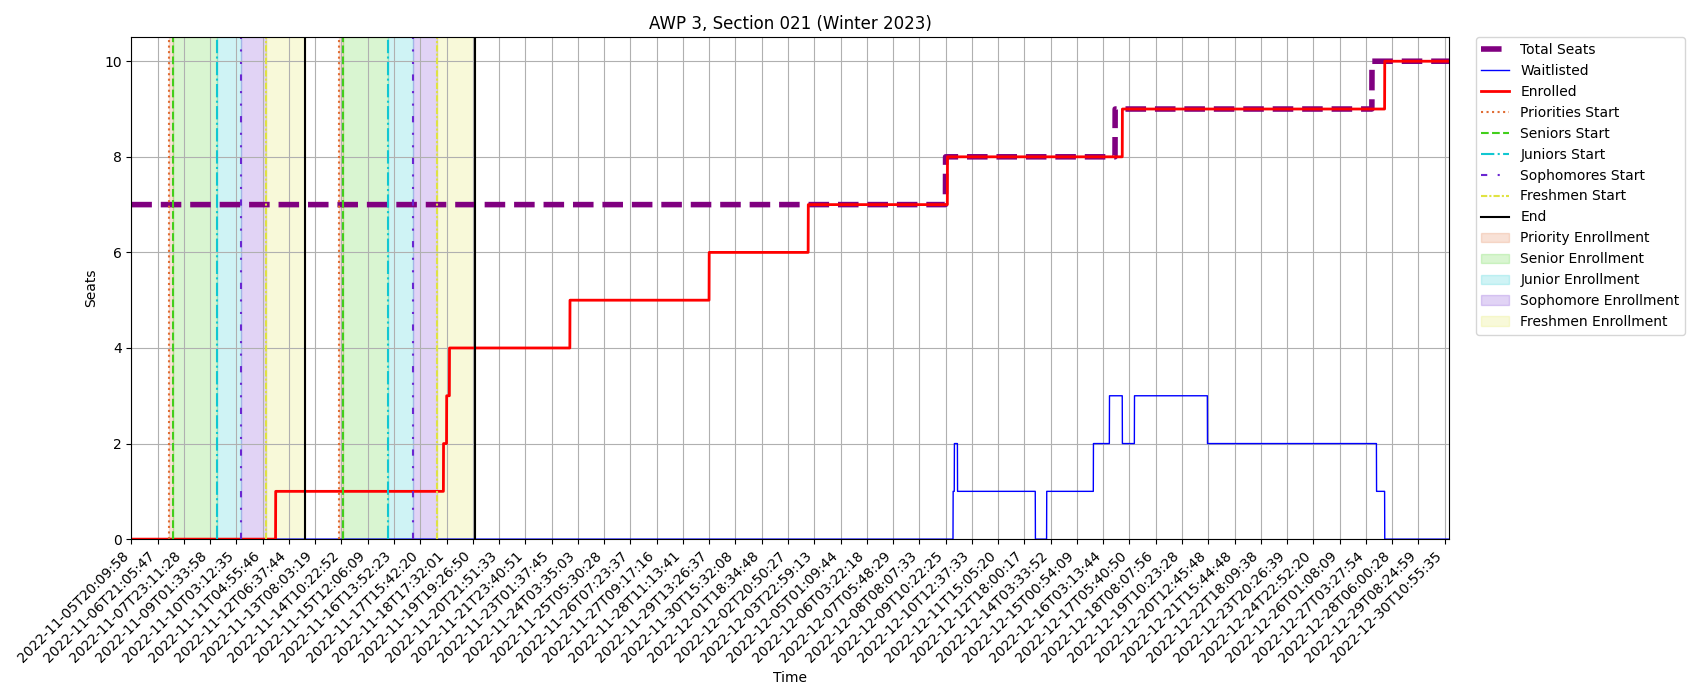 AWP 3, Section 021 (Winter 2023)
Seats
10
8
6
4
2
0
2022-11-05T20:09:58
2022-11-06T21:05:47
2022-11-07T23:11:28
2022-11-09T01:33:58
2022-11-10T03:12:35
2022-11-11T04:55:46
2022-11-12T06:37:44
2022-11-13T08:03:19
2022-11-14T10:22:52
2022-11-15T12:06:09
2022-11-16T13:52:23
2022-11-17T15:42:20
2022-11-18T17:32:01
2022-11-19T19:26:50
2022-11-20T21:51:33
2022-11-21T23:40:51
2022-11-23T01:37:45
2022-11-24T03:35:03
2022-11-25T05:30:28
2022-11-26T07:23:37
2022-11-27T09:17:16
2022-11-28T11:13:41
2022-11-29T13:26:37
2022-11-30T15:32:08
2022-12-01T18:34:48
2022-12-02T20:50:27
2022-12-03T22:59:13
2022-12-05T01:09:44
2022-12-06T03:22:18
2022-12-07T05:48:29
2022-12-08T08:07:33
2022-12-09T10:22:25
2022-12-10T12:37:33
2022-12-11T15:05:20
2022-12-12T18:00:17
2022-12-14T03:33:52
2022-12-15T00:54:09
2022-12-16T03:13:44
2022-12-17T05:40:50
2022-12-18T08:07:56
2022-12-19T10:23:28
2022-12-20T12:45:48
2022-12-21T15:44:48
2022-12-22T18:09:38
2022-12-23T20:26:39
2022-12-24T22:52:20
2022-12-26T01:08:09
2022-12-27T03:27:54
2022-12-28T06:00:28
2022-12-29T08:24:59
2022-12-30T10:55:35
Time
Total Seats
Waitlisted
Enrolled
Priorities Start
Seniors Start
Juniors Start
Sophomores Start
Freshmen Start
End
Priority Enrollment
Senior Enrollment
Junior Enrollment
Sophomore Enrollment
Freshmen Enrollment